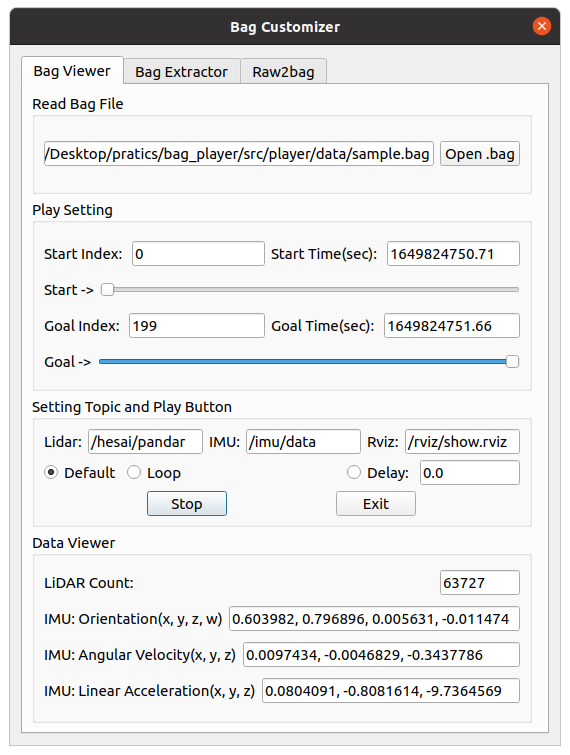 Bag Customizer
Bag Viewer Bag Extractor Raw2bag
Read Bag File
/Desktop/pratics/bag_player/src/player/data/sample.bag Open .bag
Play Setting
Start Index: 0 Start Time(sec): 1649824750.71
Start ->
Goal Index: 199 Goal Time(sec): 1649824751.66
Goal ->
Setting Topic and Play Button
Lidar: /hesai/pandar IMU: /imu/data Rviz: /rviz/show.rviz
Default Loop Delay: 0.0
Stop Exit
Data Viewer
LiDAR Count: 63727
IMU: Orientation(x, y, z, w) 0.603982, 0.796896, 0.005631, -0.011474
IMU: Angular Velocity(x, y, z) 0.0097434, -0.0046829, -0.3437786
IMU: Linear Acceleration(x, y, z) 0.0804091, -0.8081614, -9.7364569